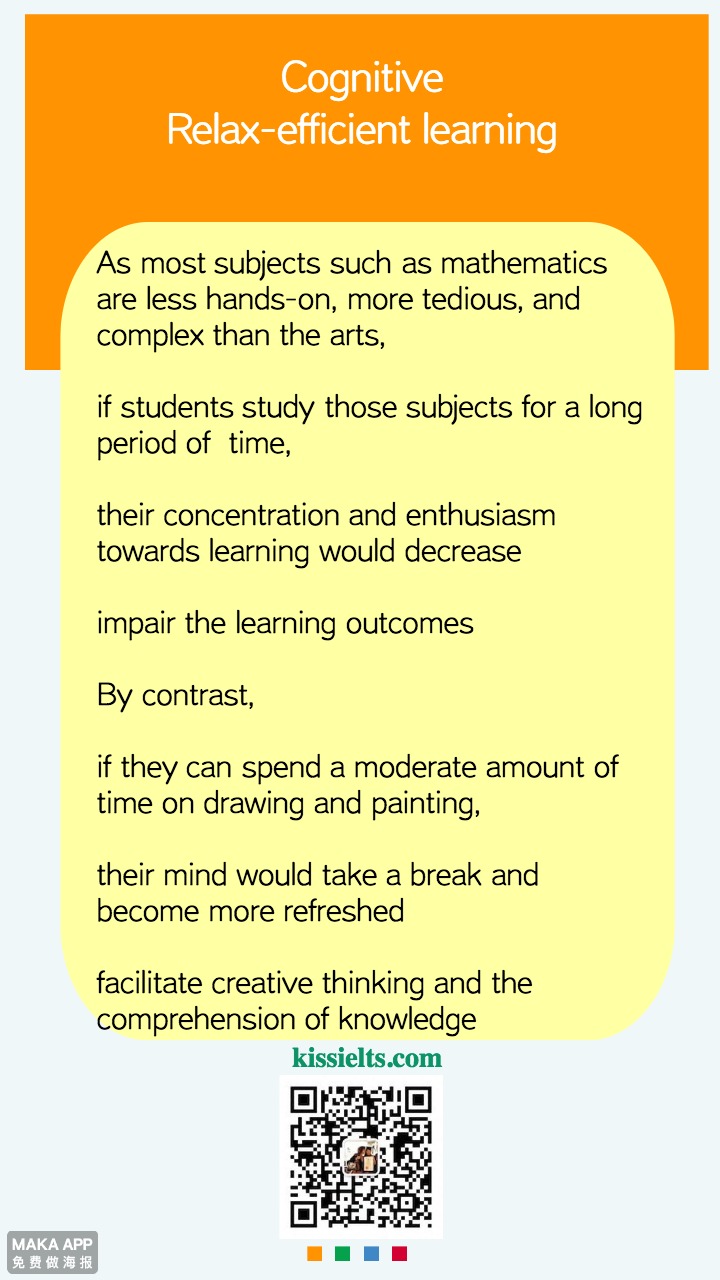 Cognitive
Relax-efficient learning
As most subjects such as mathematics
are less hands-on, more tedious, and
complex than the arts,
if students study those subjects for a long
period of  time,
their concentration and enthusiasm
towards learning would decrease
impair the learning outcomes
By contrast,
if they can spend a moderate amount of
time on drawing and painting,
their mind would take a break and
become more refreshed
facilitate creative thinking and the
comprehension of knowledge
kissielts.com
MAKA APP
免费做海报